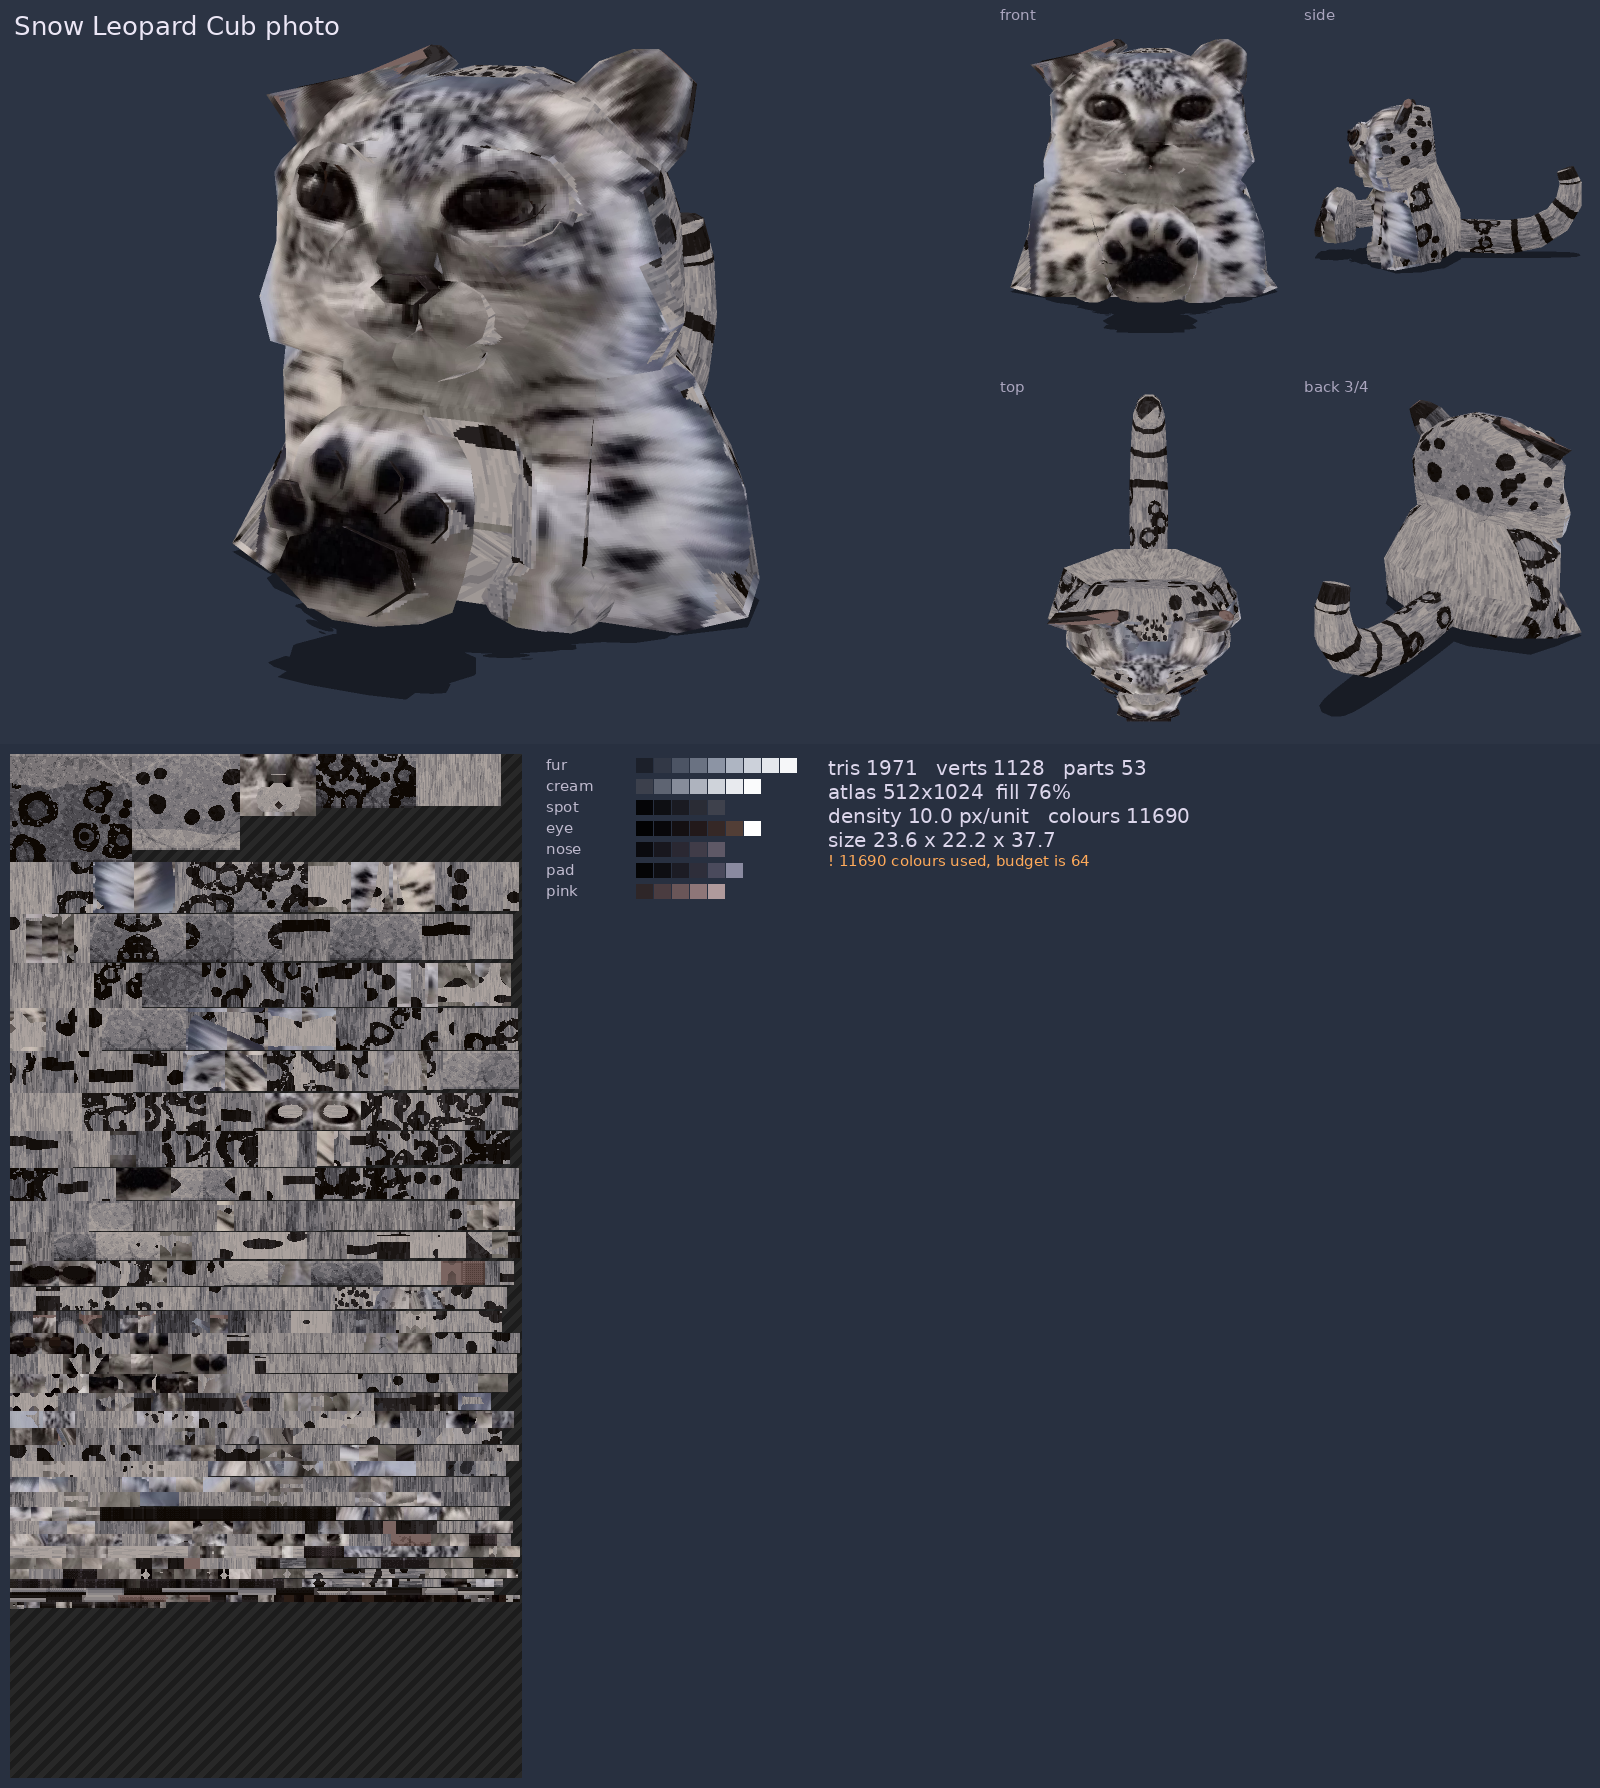 Snow Leopard Cub photo
front
side
top
back 3/4
fur
cream
spot
eye
nose
pad
pink
tris 1971 verts 1128 parts 53
atlas 512x1024 fill 76%
density 10.0 px/unit colours 11690
size 23.6 x 22.2 x 37.7
! 11690 colours used, budget is 64